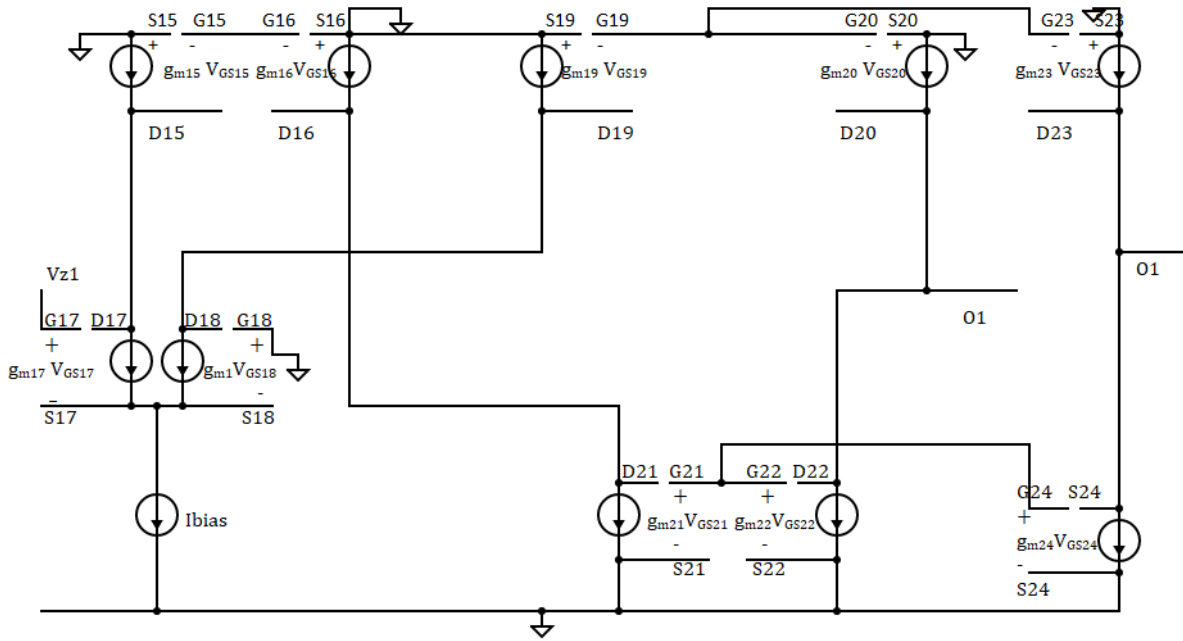 S15 G15 G16 S16 S19 G19 G20 S20 G23 S23
+ - - + + - - + - +
gm15 VGS15 gm16VGS16 gm19 VGS19 gm20 VGS20 gm23 VGS23
D15 D16 D19 D20 D23
Vz1
O1
O1
G17 D17 D18 G18
+ +
gm17 VGS17 gm1VGS18
- -
S17 S18
D21 G21 G22 D22
+ +
G24 S24
+
Ibias
gm21VGS21 gm22VGS22
gm24VGS24
- -
-
S21 S22
S24